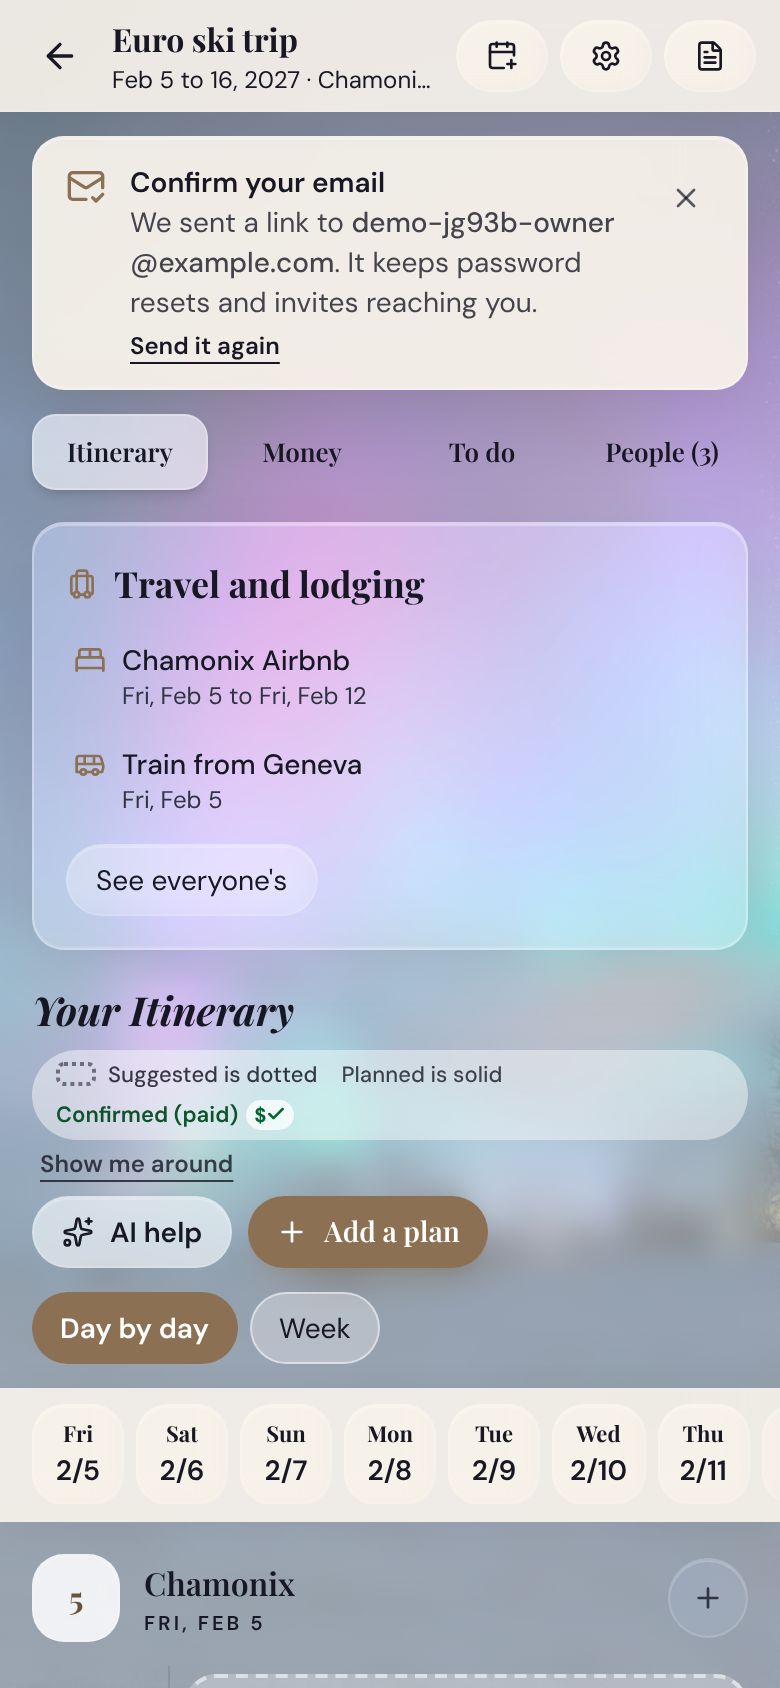 Euro ski trip
Feb 5 to 16, 2027 · Chamoni...
Confirm your email
We sent a link to demo-jg93b-owner
@example.com. It keeps password
resets and invites reaching you.
Send it again
Itinerary Money To do People (3)
Travel and lodging
Chamonix Airbnb
Fri, Feb 5 to Fri, Feb 12
Train from Geneva
Fri, Feb 5
See everyone's
Your Itinerary
Suggested is dotted Planned is solid
Confirmed (paid) $✓
Show me around
AI help + Add a plan
Day by day Week
Fri Sat Sun Mon Tue Wed Thu
2/5 2/6 2/7 2/8 2/9 2/10 2/11
5 Chamonix
FRI, FEB 5